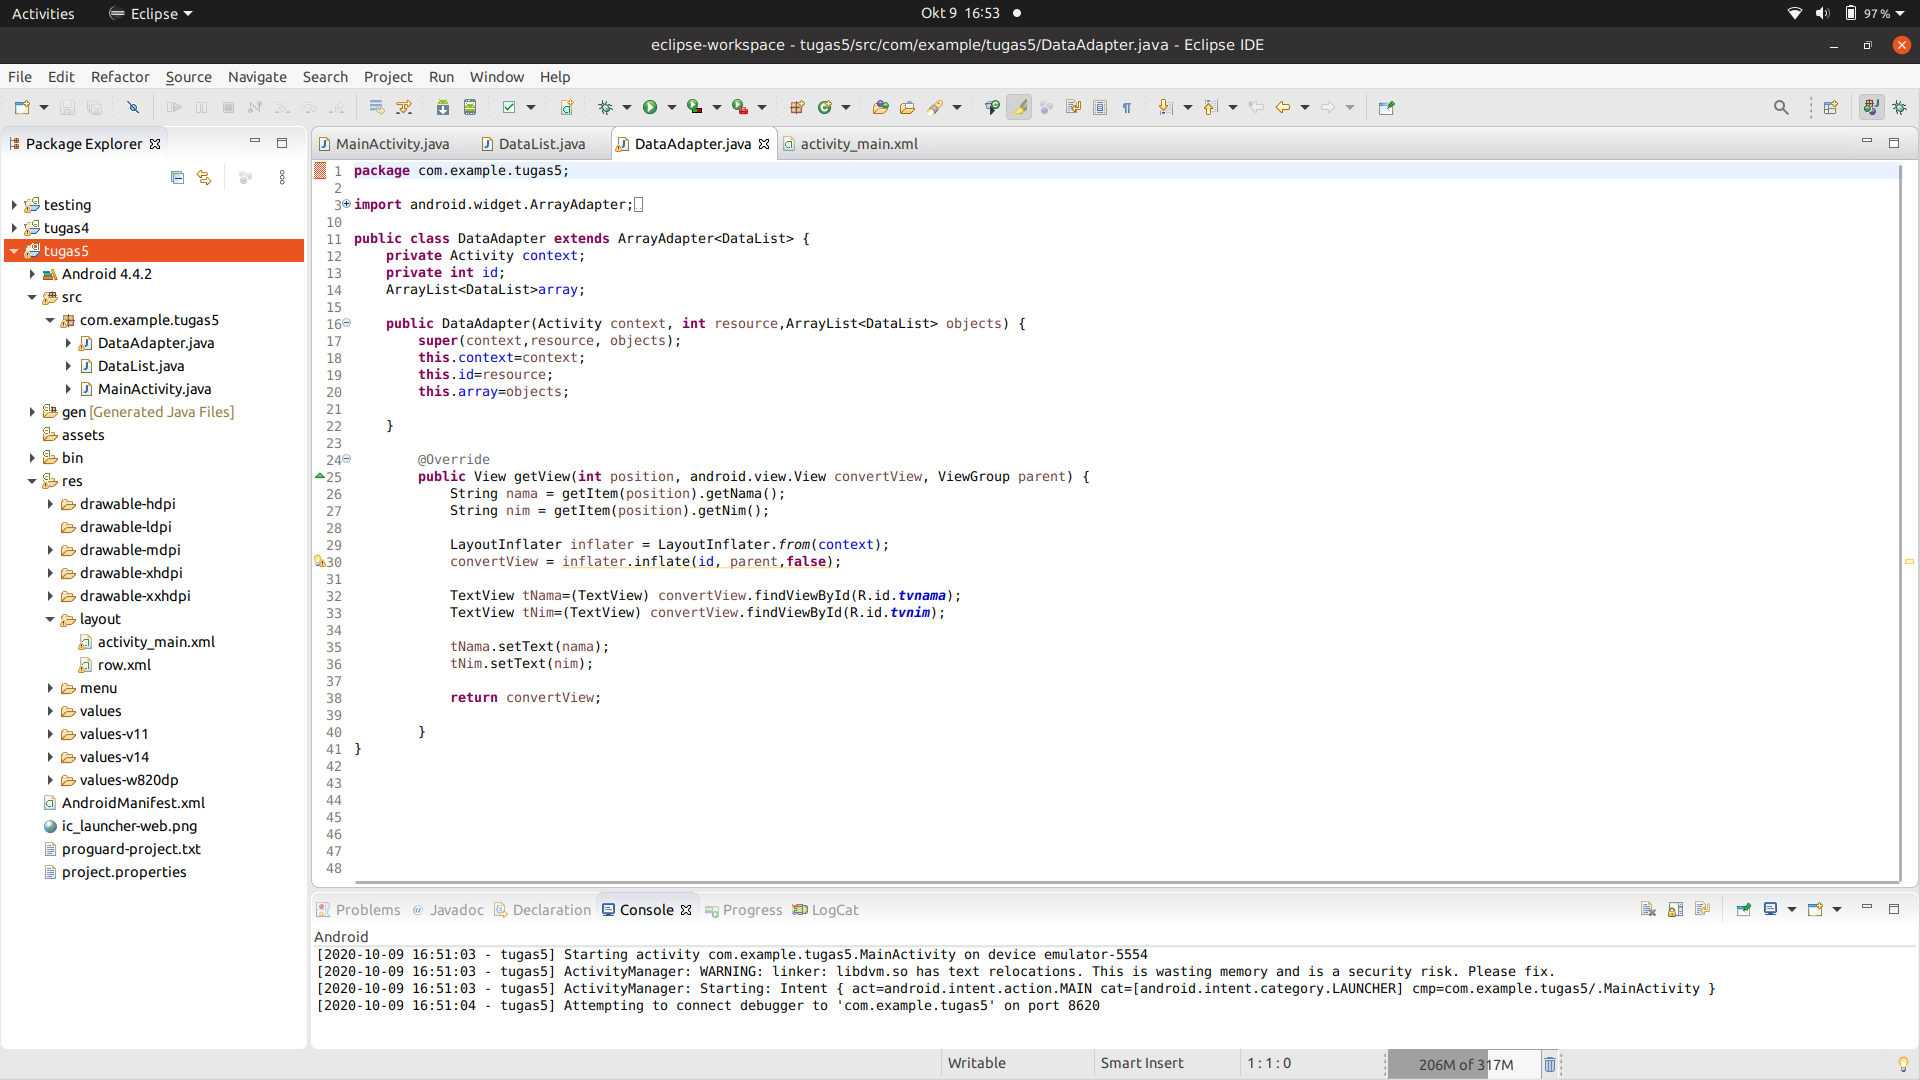 Activities
Eclipse
Okt 9 16:53
97 %
eclipse-workspace - tugas5/src/com/example/tugas5/DataAdapter.java - Eclipse IDE
File Edit Refactor Source Navigate Search Project Run Window Help
Package Explorer
testing
tugas4
tugas5
Android 4.4.2
src
com.example.tugas5
DataAdapter.java
DataList.java
MainActivity.java
gen [Generated Java Files]
assets
bin
res
drawable-hdpi
drawable-ldpi
drawable-mdpi
drawable-xhdpi
drawable-xxhdpi
layout
activity_main.xml
row.xml
menu
values
values-v11
values-v14
values-w820dp
AndroidManifest.xml
ic_launcher-web.png
proguard-project.txt
project.properties
MainActivity.java DataList.java DataAdapter.java activity_main.xml
1 package com.example.tugas5;
2
3 import android.widget.ArrayAdapter;
10
11 public class DataAdapter extends ArrayAdapter<DataList> {
12 private Activity context;
13 private int id;
14 ArrayList<DataList>array;
15
16 public DataAdapter(Activity context, int resource,ArrayList<DataList> objects) {
17 super(context,resource, objects);
18 this.context=context;
19 this.id=resource;
20 this.array=objects;
21
22 }
23
24 @Override
25 public View getView(int position, android.view.View convertView, ViewGroup parent) {
26 String nama = getItem(position).getNama();
27 String nim = getItem(position).getNim();
28
29 LayoutInflater inflater = LayoutInflater.from(context);
30 convertView = inflater.inflate(id, parent,false);
31
32 TextView tNama=(TextView) convertView.findViewById(R.id.tvnama);
33 TextView tNim=(TextView) convertView.findViewById(R.id.tvnim);
34
35 tNama.setText(nama);
36 tNim.setText(nim);
37
38 return convertView;
39
40 }
41 }
42
43
44
45
46
47
48
Problems Javadoc Declaration Console Progress LogCat
Android
[2020-10-09 16:51:03 - tugas5] Starting activity com.example.tugas5.MainActivity on device emulator-5554
[2020-10-09 16:51:03 - tugas5] ActivityManager: WARNING: linker: libdvm.so has text relocations. This is wasting memory and is a security risk. Please fix.
[2020-10-09 16:51:03 - tugas5] ActivityManager: Starting: Intent { act=android.intent.action.MAIN cat=[android.intent.category.LAUNCHER] cmp=com.example.tugas5/.MainActivity }
[2020-10-09 16:51:04 - tugas5] Attempting to connect debugger to 'com.example.tugas5' on port 8620
Writable Smart Insert 1 : 1 : 0 206M of 317M